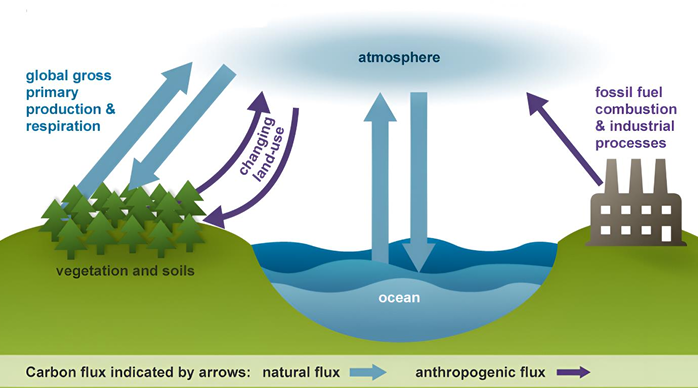 atmosphere
global gross
primary
production &
respiration
changing
land-use
fossil fuel
combustion
& industrial
processes
vegetation and soils
ocean
Carbon flux indicated by arrows: natural flux anthropogenic flux